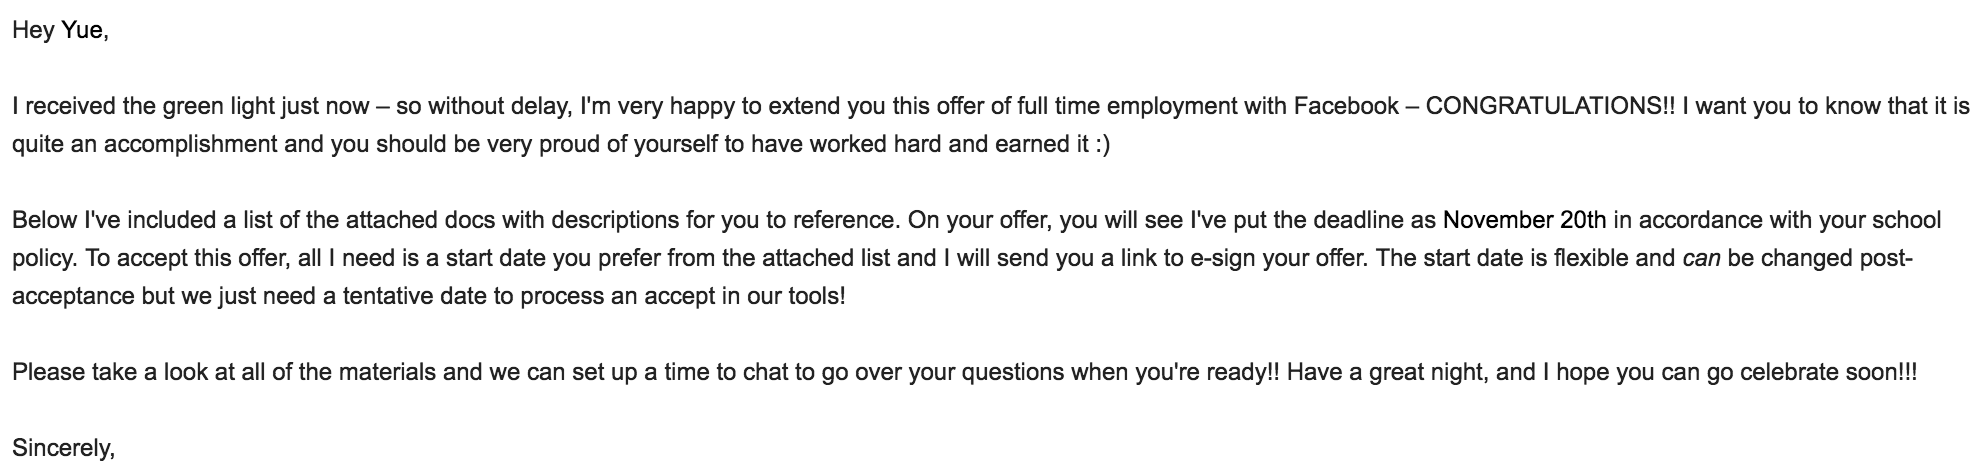 Hey Yue,
I received the green light just now – so without delay, I'm very happy to extend you this offer of full time employment with Facebook – CONGRATULATIONS!! I want you to know that it is
quite an accomplishment and you should be very proud of yourself to have worked hard and earned it :)
Below I've included a list of the attached docs with descriptions for you to reference. On your offer, you will see I've put the deadline as November 20th in accordance with your school
policy. To accept this offer, all I need is a start date you prefer from the attached list and I will send you a link to e-sign your offer. The start date is flexible and can be changed post-
acceptance but we just need a tentative date to process an accept in our tools!
Please take a look at all of the materials and we can set up a time to chat to go over your questions when you're ready!! Have a great night, and I hope you can go celebrate soon!!!
Sincerely,